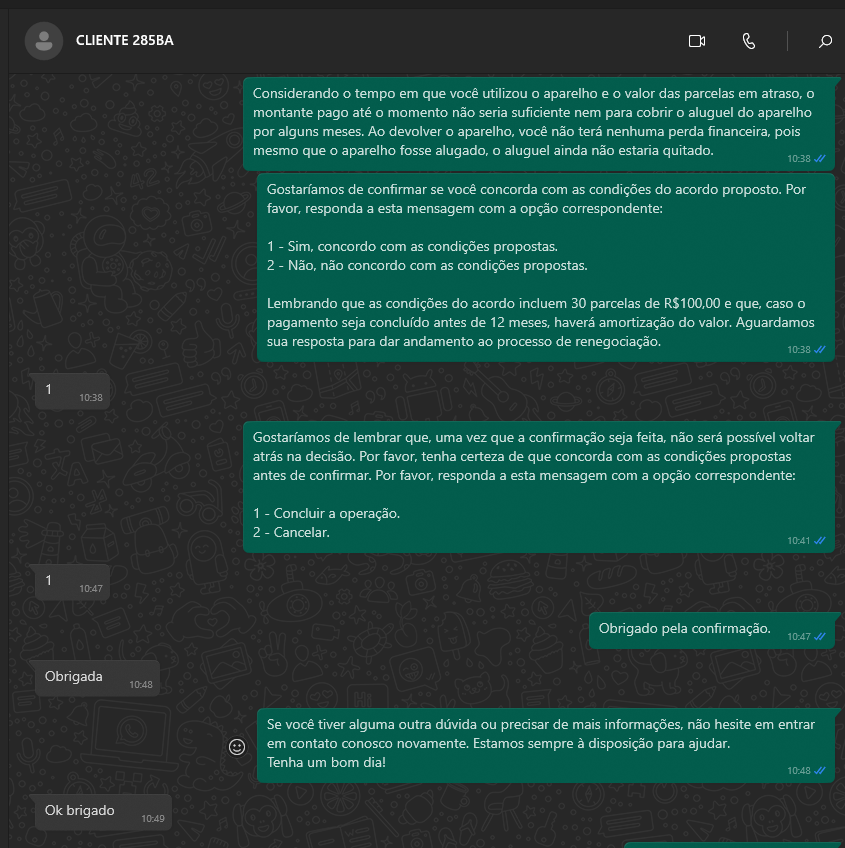 CLIENTE 285BA
Considerando o tempo em que você utilizou o aparelho e o valor das parcelas em atraso, o
montante pago até o momento não seria suficiente nem para cobrir o aluguel do aparelho
por alguns meses. Ao devolver o aparelho, você não terá nenhuma perda financeira, pois
mesmo que o aparelho fosse alugado, o aluguel ainda não estaria quitado.
10:38
Gostaríamos de confirmar se você concorda com as condições do acordo proposto. Por
favor, responda a esta mensagem com a opção correspondente:
1 - Sim, concordo com as condições propostas.
2 - Não, não concordo com as condições propostas.
Lembrando que as condições do acordo incluem 30 parcelas de R$100,00 e que, caso o
pagamento seja concluído antes de 12 meses, haverá amortização do valor. Aguardamos
sua resposta para dar andamento ao processo de renegociação.
10:38
1
10:38
Gostaríamos de lembrar que, uma vez que a confirmação seja feita, não será possível voltar
atrás na decisão. Por favor, tenha certeza de que concorda com as condições propostas
antes de confirmar. Por favor, responda a esta mensagem com a opção correspondente:
1 - Concluir a operação.
2 - Cancelar.
10:41
1
10:47
Obrigado pela confirmação.
10:47
Obrigada
10:48
Se você tiver alguma outra dúvida ou precisar de mais informações, não hesite em entrar
em contato conosco novamente. Estamos sempre à disposição para ajudar.
Tenha um bom dia!
10:48
Ok brigado
10:49